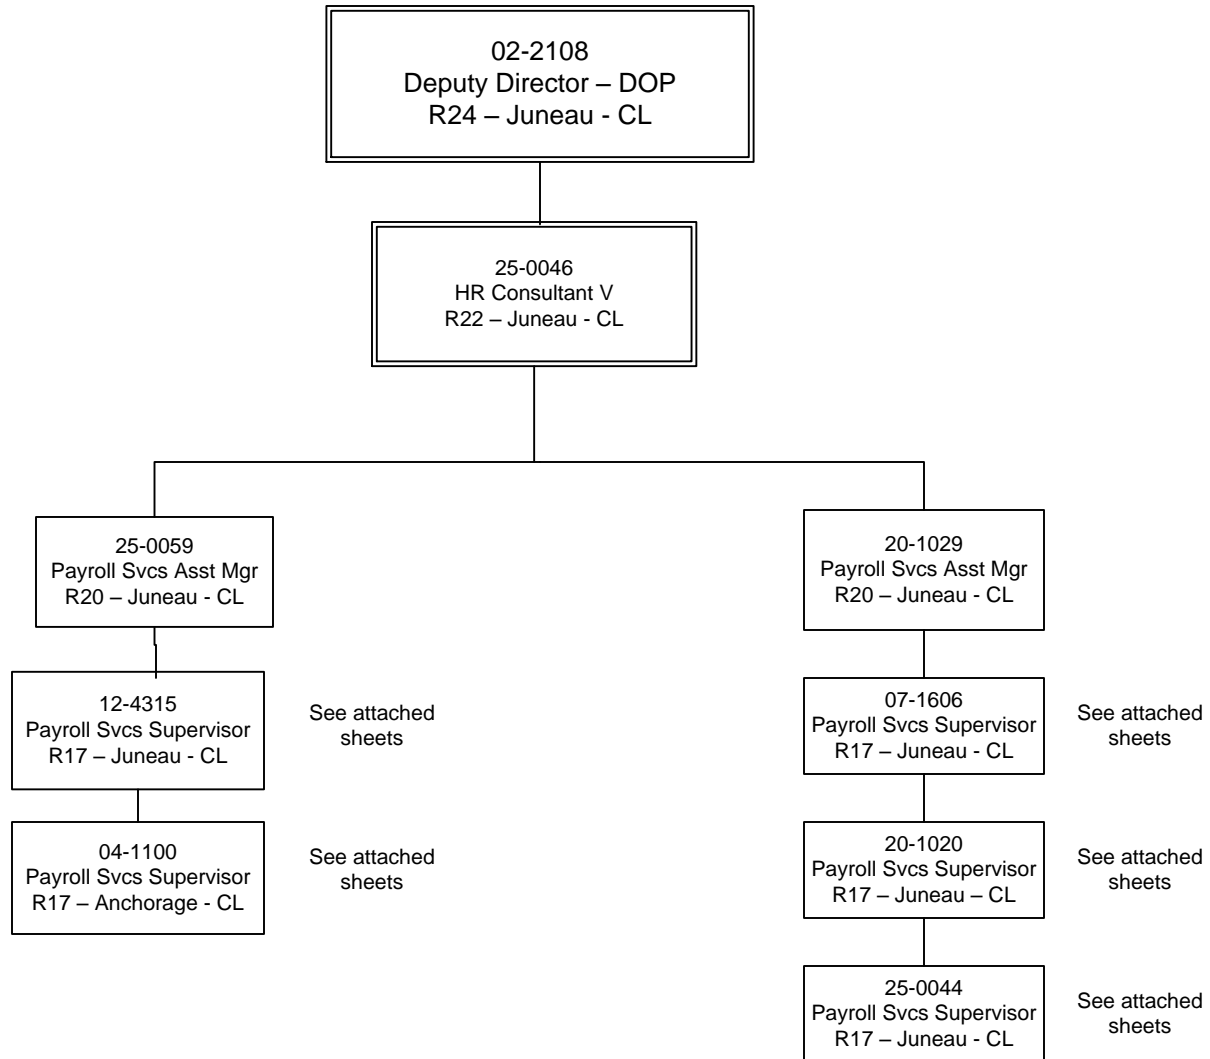 02-2108
Deputy Director – DOP
R24 – Juneau - CL
25-0046
HR Consultant V
R22 – Juneau - CL
25-0059
Payroll Svcs Asst Mgr
R20 – Juneau - CL
20-1029
Payroll Svcs Asst Mgr
R20 – Juneau - CL
12-4315
Payroll Svcs Supervisor
R17 – Juneau - CL
See attached
sheets
07-1606
Payroll Svcs Supervisor
R17 – Juneau - CL
See attached
sheets
04-1100
Payroll Svcs Supervisor
R17 – Anchorage - CL
See attached
sheets
20-1020
Payroll Svcs Supervisor
R17 – Juneau – CL
See attached
sheets
25-0044
Payroll Svcs Supervisor
R17 – Juneau - CL
See attached
sheets